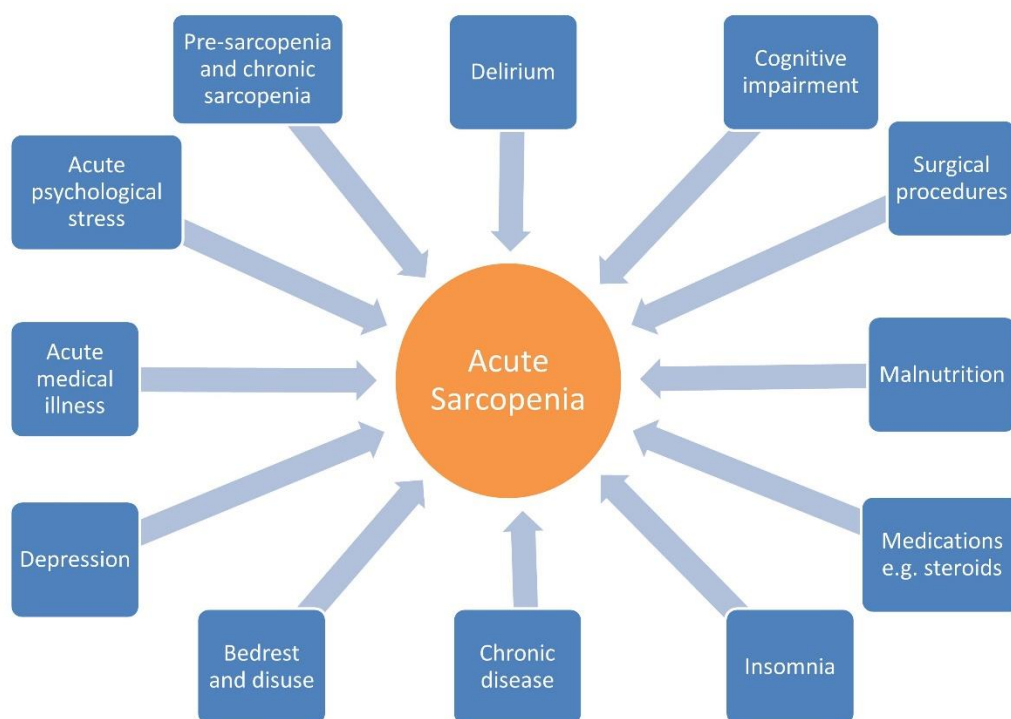 Pre-sarcopenia
and chronic
sarcopenia
Delirium
Cognitive
impairment
Acute
psychological
stress
Surgical
procedures
Acute
medical
illness
Acute
Sarcopenia
Malnutrition
Depression
Medications
e.g. steroids
Bedrest
and disuse
Chronic
disease
Insomnia